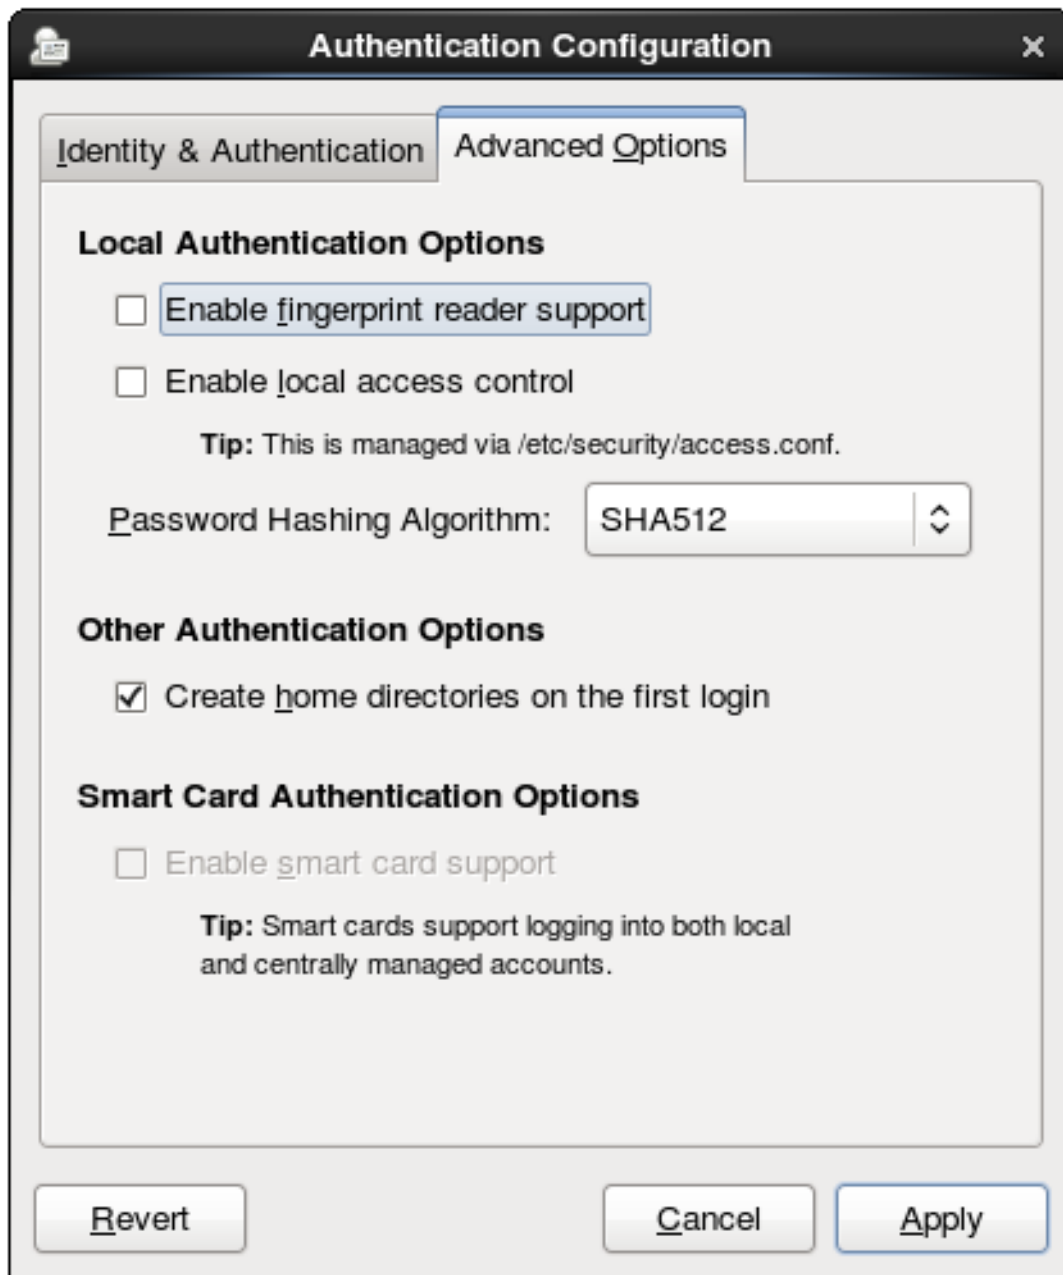 Authentication Configuration
Identity & Authentication
Advanced Options
Local Authentication Options
Enable fingerprint reader support
Enable local access control
Tip: This is managed via /etc/security/access.conf.
Password Hashing Algorithm: SHA512
Other Authentication Options
Create home directories on the first login
Smart Card Authentication Options
Enable smart card support
Tip: Smart cards support logging into both local
and centrally managed accounts.
Revert
Cancel
Apply